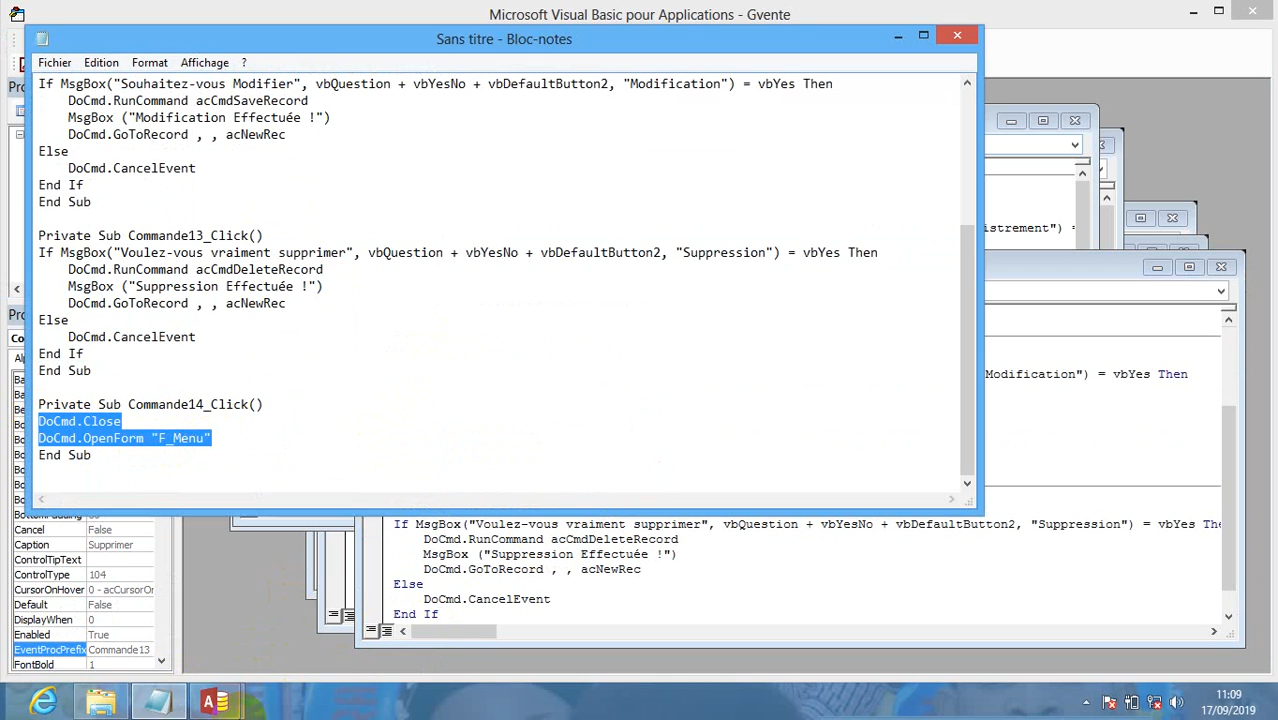 Microsoft Visual Basic pour Applications - Gvente
Sans titre - Bloc-notes
Fichier Edition Format Affichage ?
If MsgBox("Souhaitez-vous Modifier", vbQuestion + vbYesNo + vbDefaultButton2, "Modification") = vbYes Then
DoCmd.RunCommand acCmdSaveRecord
MsgBox ("Modification Effectuée !")
DoCmd.GoToRecord , , acNewRec
Else
DoCmd.CancelEvent
End If
End Sub
Private Sub Commande13_Click()
If MsgBox("Voulez-vous vraiment supprimer", vbQuestion + vbYesNo + vbDefaultButton2, "Suppression") = vbYes Then
DoCmd.RunCommand acCmdDeleteRecord
MsgBox ("Suppression Effectuée !")
DoCmd.GoToRecord , , acNewRec
Else
DoCmd.CancelEvent
End If
End Sub
Private Sub Commande14_Click()
DoCmd.Close
DoCmd.OpenForm "F_Menu"
End Sub
istrement") =
Modification") = vbYes Then
If MsgBox("Voulez-vous vraiment supprimer", vbQuestion + vbYesNo + vbDefaultButton2, "Suppression") = vbYes The
DoCmd.RunCommand acCmdDeleteRecord
MsgBox ("Suppression Effectuée !")
DoCmd.GoToRecord , , acNewRec
Else
DoCmd.CancelEvent
End If
Cancel False
Caption Supprimer
ControlTipText
ControlType 104
CursorOnHover 0 - acCursorOn
Default False
DisplayWhen 0
Enabled True
EventProcPrefix Commande13
FontBold 1
11:09
17/09/2019